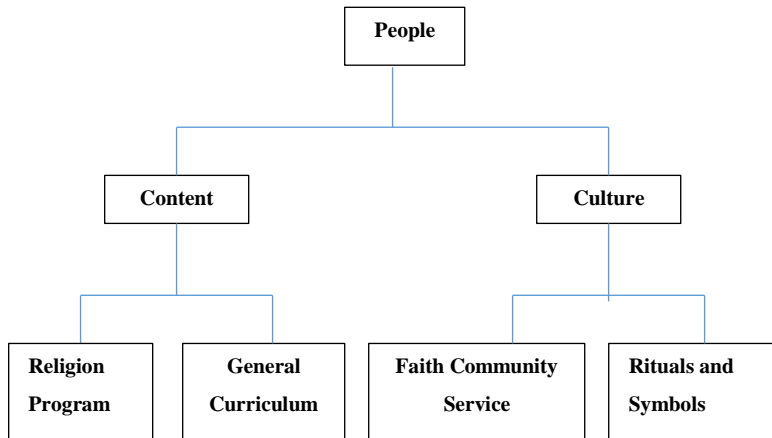 People
Content
Culture
Religion
Program
General
Curriculum
Faith Community
Service
Rituals and
Symbols